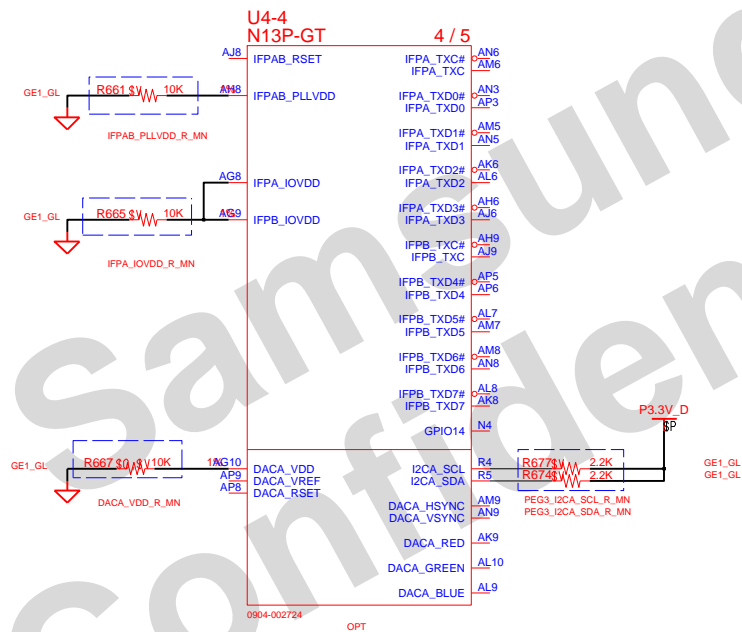 U4-4
N13P-GT 4 / 5
AJ8 IFPAB_RSET
IFPA_TXC# AN6
IFPA_TXC AM6
GE1_GL R661 10K AH8 IFPAB_PLLVDD
IFPAB_PLLVDD_R_MN
IFPA_TXD0# AN3
IFPA_TXD0 AP3
IFPA_TXD1# AM5
IFPA_TXD1 AN5
IFPA_TXD2# AK6
AG8 IFPA_IOVDD
IFPA_TXD2 AL6
IFPA_TXD3# AH6
GE1_GL R665 10K AG9 IFPB_IOVDD
IFPA_TXD3 AJ6
IFPA_IOVDD_R_MN
IFPB_TXC# AH9
IFPB_TXC AJ9
IFPB_TXD4# AP5
IFPB_TXD4 AP6
IFPB_TXD5# AL7
IFPB_TXD5 AM7
IFPB_TXD6# AM8
IFPB_TXD6 AN8
IFPB_TXD7# AL8
IFPB_TXD7 AK8
P3.3V_D
GPIO14 N4
GE1_GL R667 10K AG10 DACA_VDD
AP9 DACA_VREF
AP8 DACA_RSET
DACA_VDD_R_MN
I2CA_SCL R4 R677 2.2K GE1_GL
I2CA_SDA R5 R674 2.2K GE1_GL
PEG3_I2CA_SCL_R_MN
PEG3_I2CA_SDA_R_MN
DACA_HSYNC AM9
DACA_VSYNC AN9
DACA_RED AK9
DACA_GREEN AL10
DACA_BLUE AL9
0904-002724
OPT
Samsung